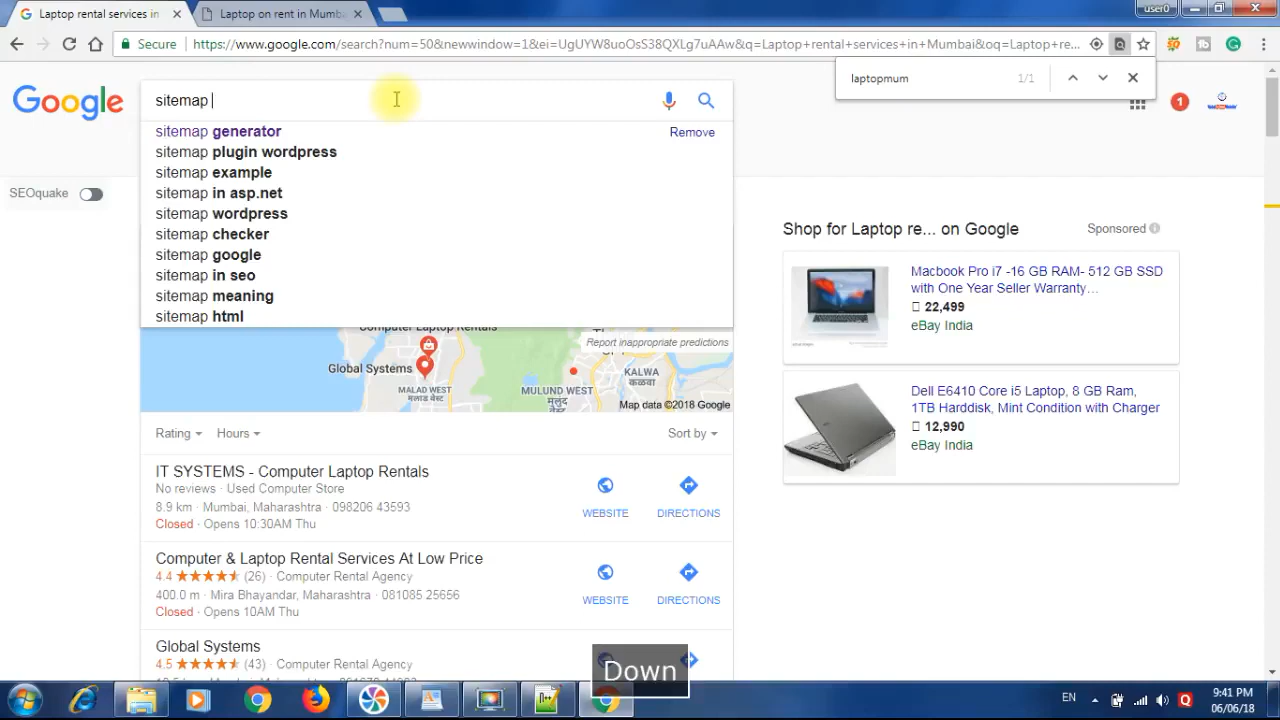 Laptop rental services in
Laptop on rent in Mumba
user0
Secure
https://www.google.com/search?num=50&newwindow=1&ei=UgUYW8uoOsS38QXLg7uAAw&q=Laptop+rental+services+in+Mumbai&oq=Laptop+re...
laptopmum
1/1
Google
sitemap
1
sitemap generator
Remove
sitemap plugin wordpress
sitemap example
sitemap in asp.net
sitemap wordpress
sitemap checker
sitemap google
sitemap in seo
sitemap meaning
sitemap html
SEOquake
Shop for Laptop re... on Google
Sponsored
Macbook Pro i7 -16 GB RAM- 512 GB SSD
with One Year Seller Warranty...
22,499
eBay India
Dell E6410 Core i5 Laptop, 8 GB Ram,
1TB Harddisk, Mint Condition with Charger
12,990
eBay India
Computer Laptop Rentals
Report inappropriate predictions
Global Systems
MALAD WEST
मलाड वेस्ट
MULUND WEST
KALWA
कळवा
Map data ©2018 Google
Rating
Hours
Sort by
IT SYSTEMS - Computer Laptop Rentals
No reviews · Used Computer Store
8.9 km · Mumbai, Maharashtra · 098206 43593
Closed · Opens 10:30AM Thu
WEBSITE
DIRECTIONS
Computer & Laptop Rental Services At Low Price
4.4 (26) · Computer Rental Agency
400.0 m · Mira Bhayandar, Maharashtra · 081085 25656
Closed · Opens 10AM Thu
WEBSITE
DIRECTIONS
Global Systems
4.5 (43) · Computer Rental Agency
Down
EN
9:41 PM
06/06/18